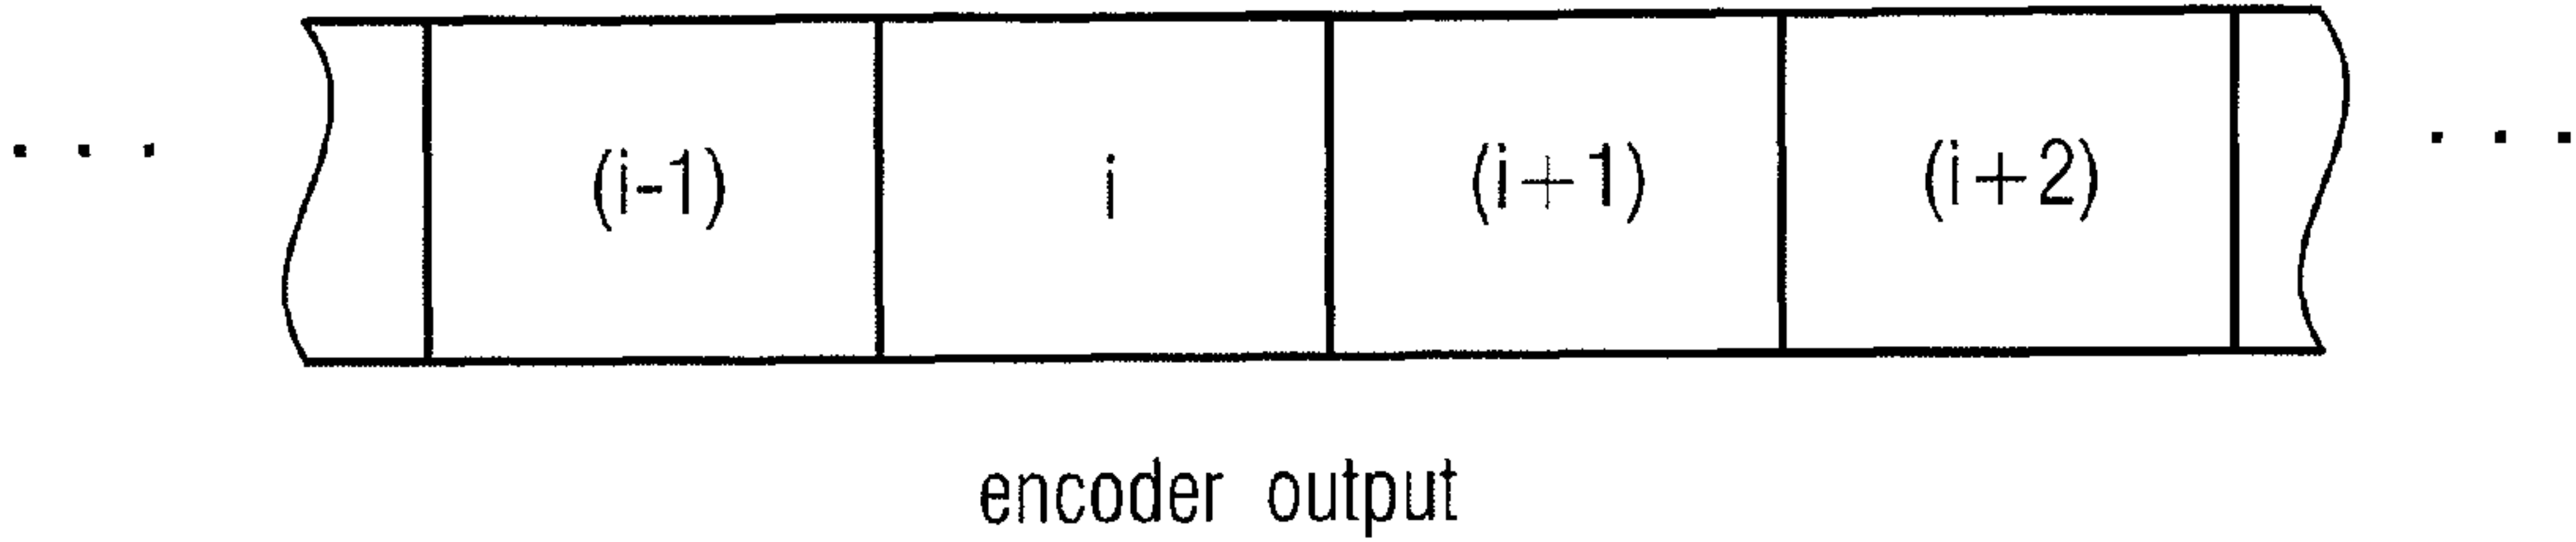 . . . (i-1) i (i+1) (i+2) . . .
encoder output